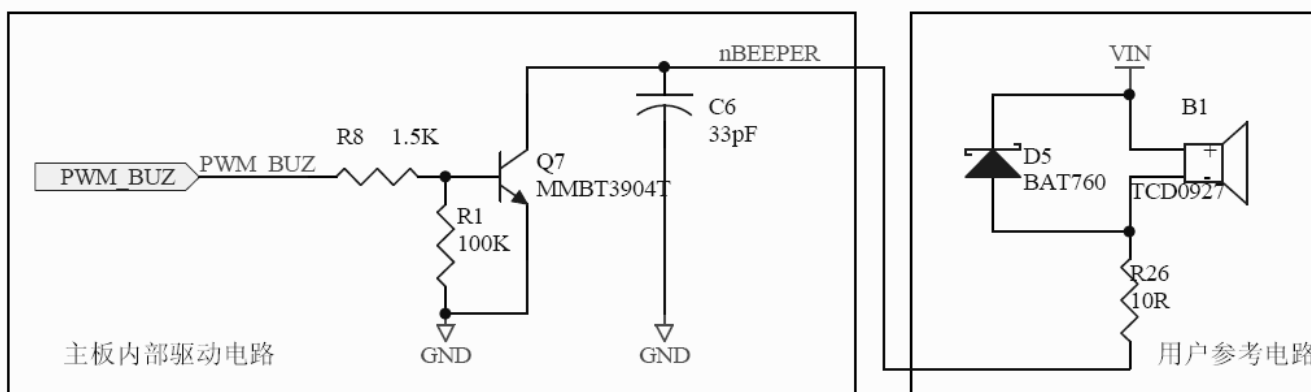 nBEEPER
VIN
C6
33pF
B1
R8 1.5K
PWM_BUZ
PWM_BUZ
Q7
MMBT3904T
D5
BAT760
+
-
TCD0927
R1
100K
R26
10R
GND
GND
主板内部驱动电路
用户参考电路